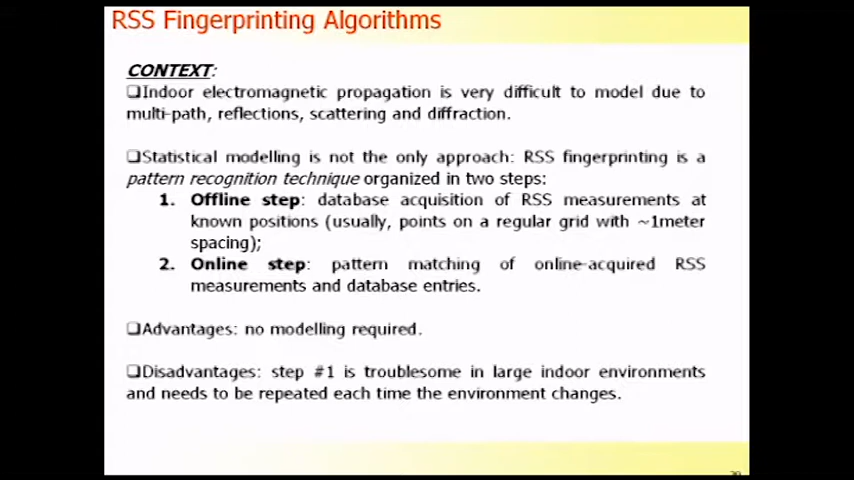 RSS Fingerprinting Algorithms
CONTEXT:
❑Indoor electromagnetic propagation is very difficult to model due to
multi-path, reflections, scattering and diffraction.
❑Statistical modelling is not the only approach: RSS fingerprinting is a
pattern recognition technique organized in two steps:
1. Offline step: database acquisition of RSS measurements at
known positions (usually, points on a regular grid with ~1meter
spacing);
2. Online step: pattern matching of online-acquired RSS
measurements and database entries.
❑Advantages: no modelling required.
❑Disadvantages: step #1 is troublesome in large indoor environments
and needs to be repeated each time the environment changes.